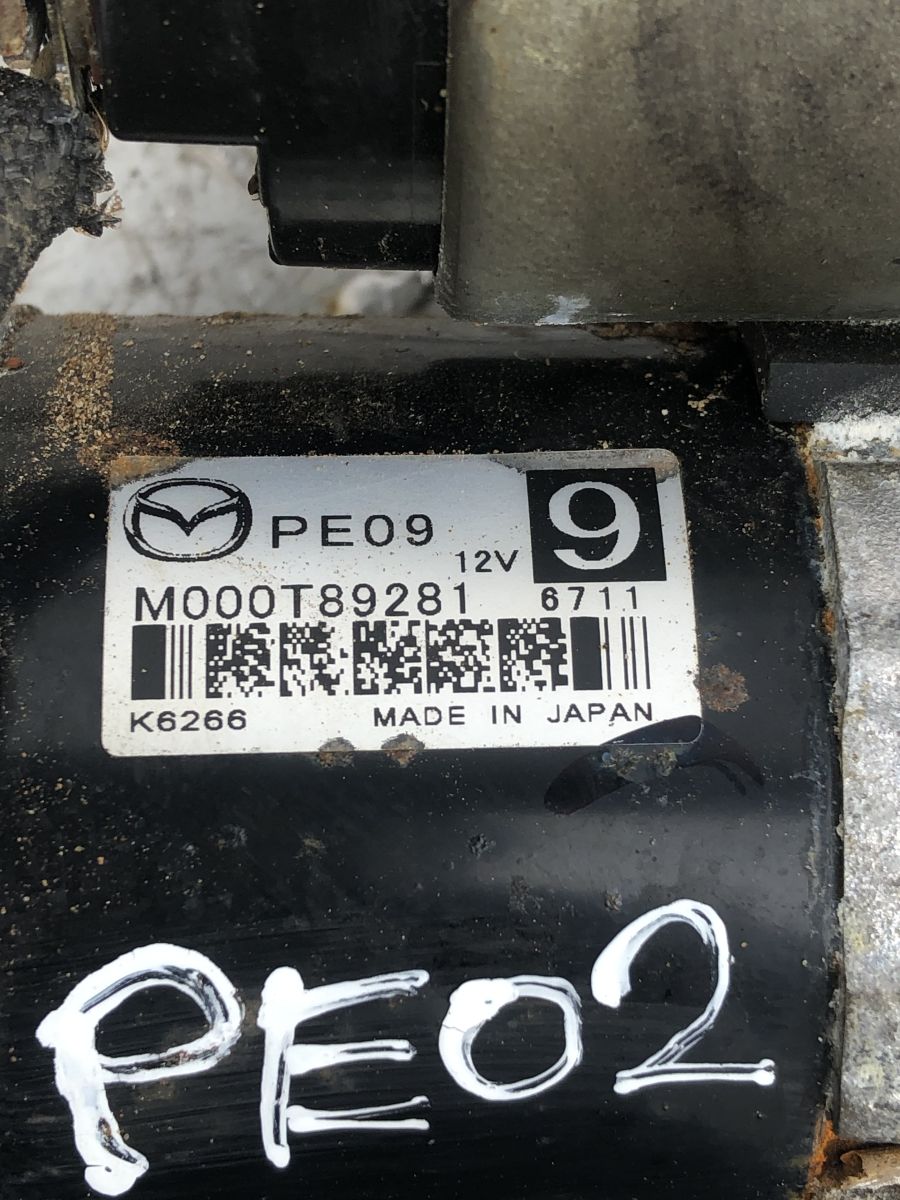 PE09
12V
9
M000T89281
6711
K6266
MADE IN JAPAN
PE02